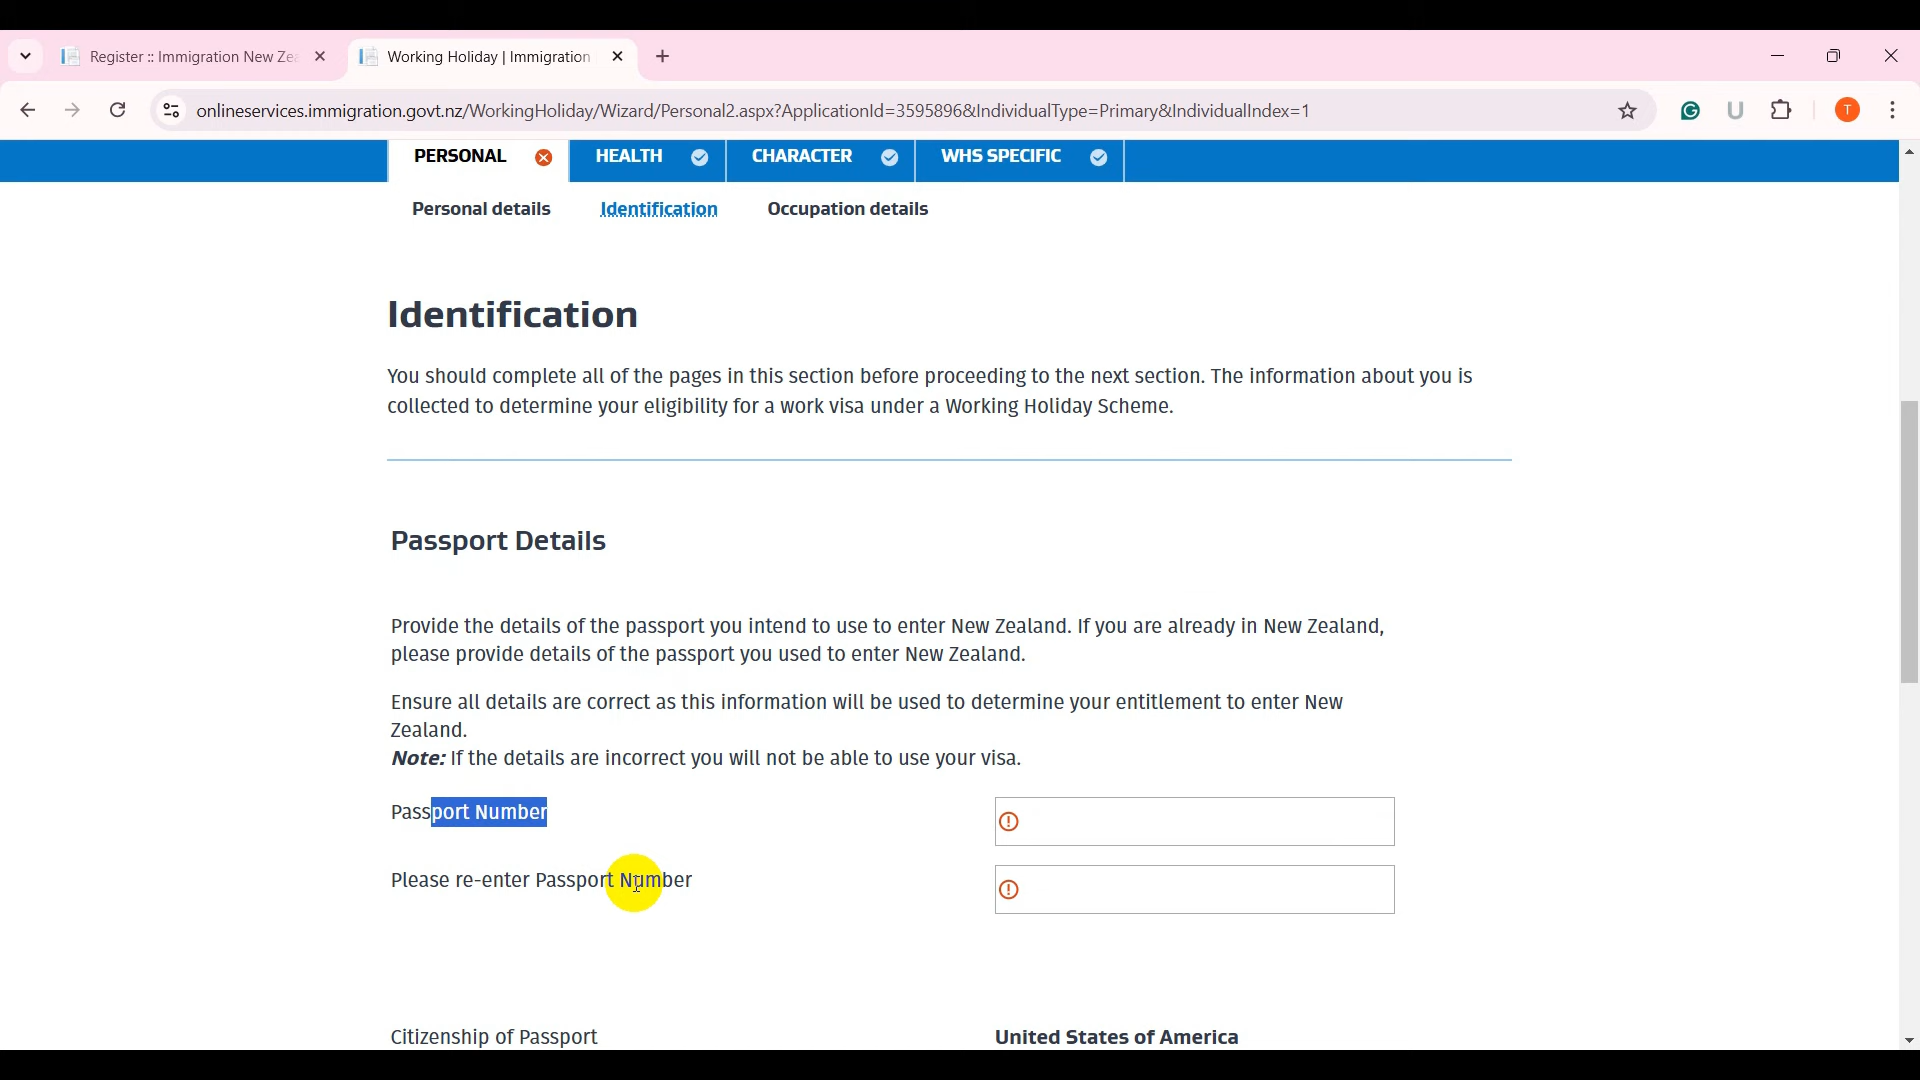 Register :: Immigration New Zea
Working Holiday | Immigration
onlineservices.immigration.govt.nz/WorkingHoliday/Wizard/Personal2.aspx?ApplicationId=3595896&IndividualType=Primary&IndividualIndex=1
T
PERSONAL
HEALTH
CHARACTER
WHS SPECIFIC
Personal details
Identification
Occupation details
Identification
You should complete all of the pages in this section before proceeding to the next section. The information about you is
collected to determine your eligibility for a work visa under a Working Holiday Scheme.
Passport Details
Provide the details of the passport you intend to use to enter New Zealand. If you are already in New Zealand,
please provide details of the passport you used to enter New Zealand.
Ensure all details are correct as this information will be used to determine your entitlement to enter New
Zealand.
Note: If the details are incorrect you will not be able to use your visa.
Passport Number
Please re-enter Passport Number
Citizenship of Passport
United States of America